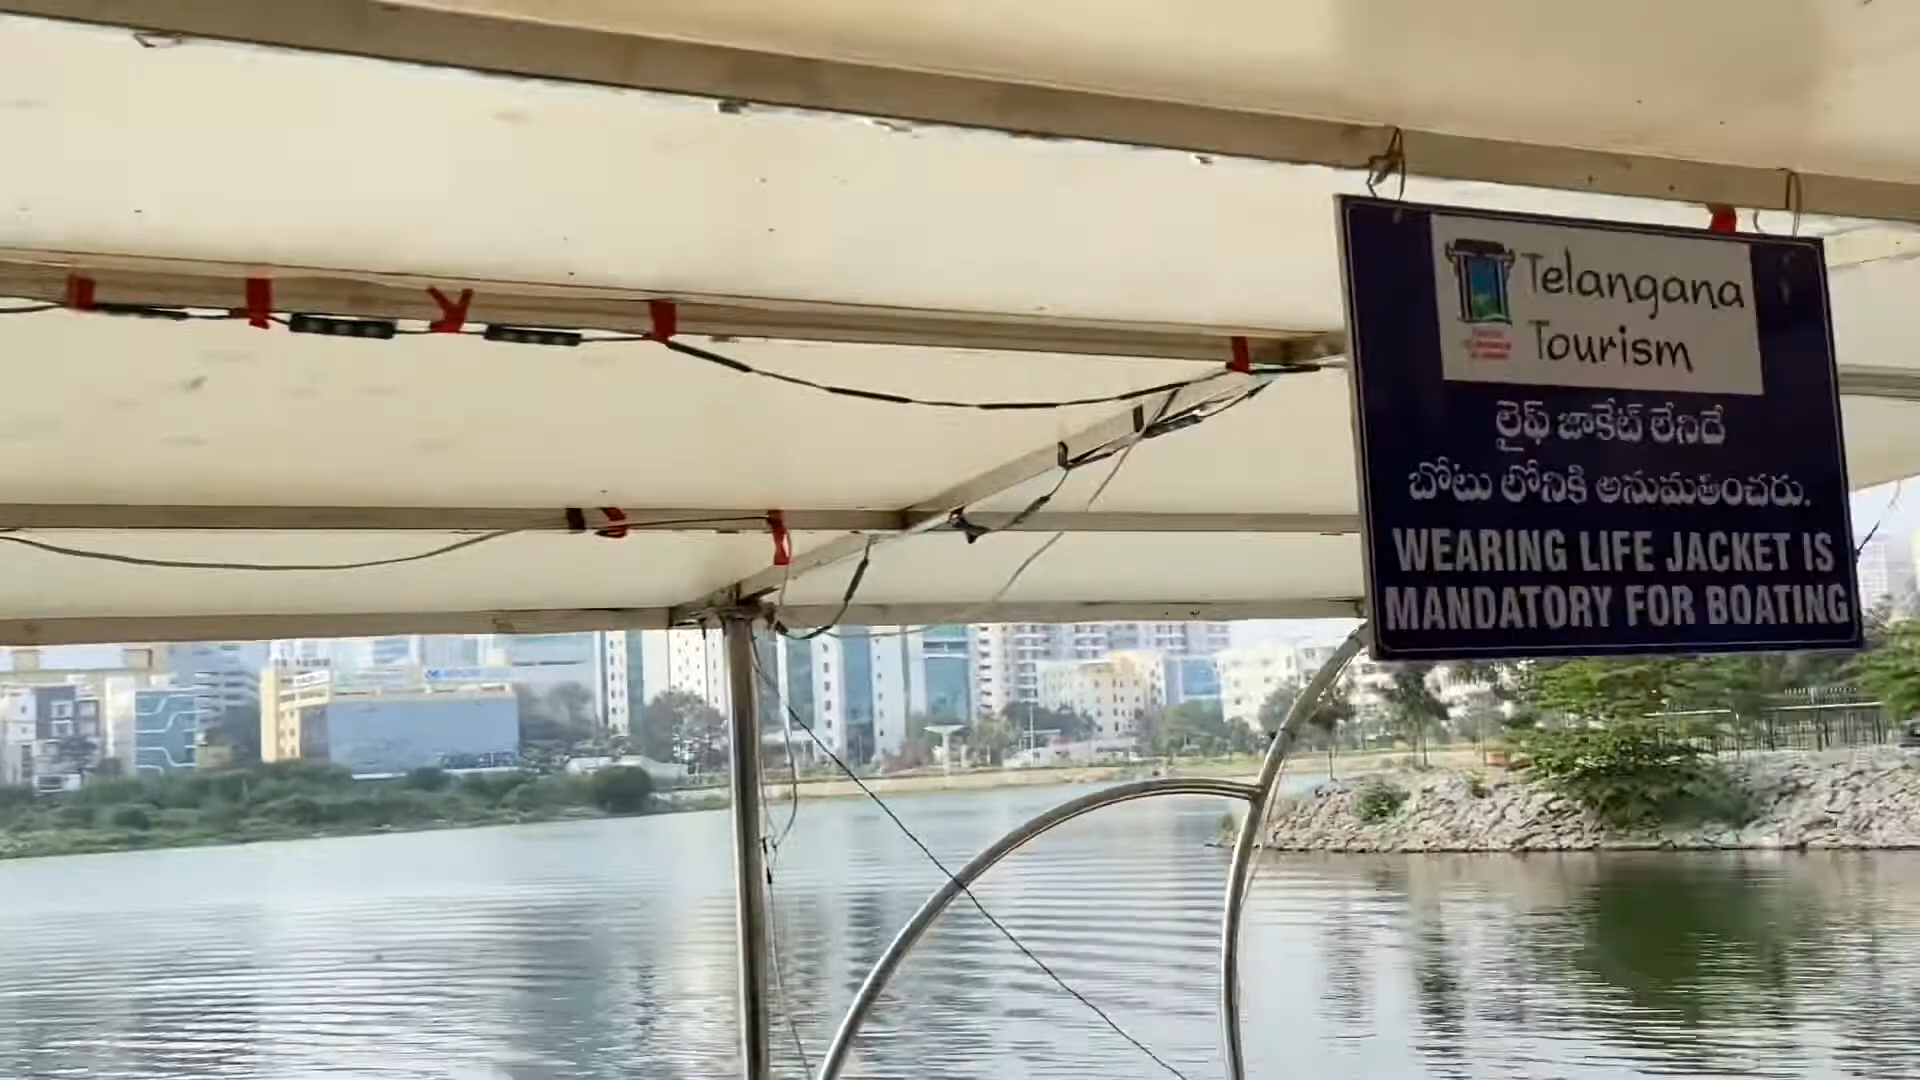 Telangana
Tourism
లైఫ్ జాకెట్ లేనిదే
బోటు లోనికి అనుమతించరు.
WEARING LIFE JACKET IS
MANDATORY FOR BOATING